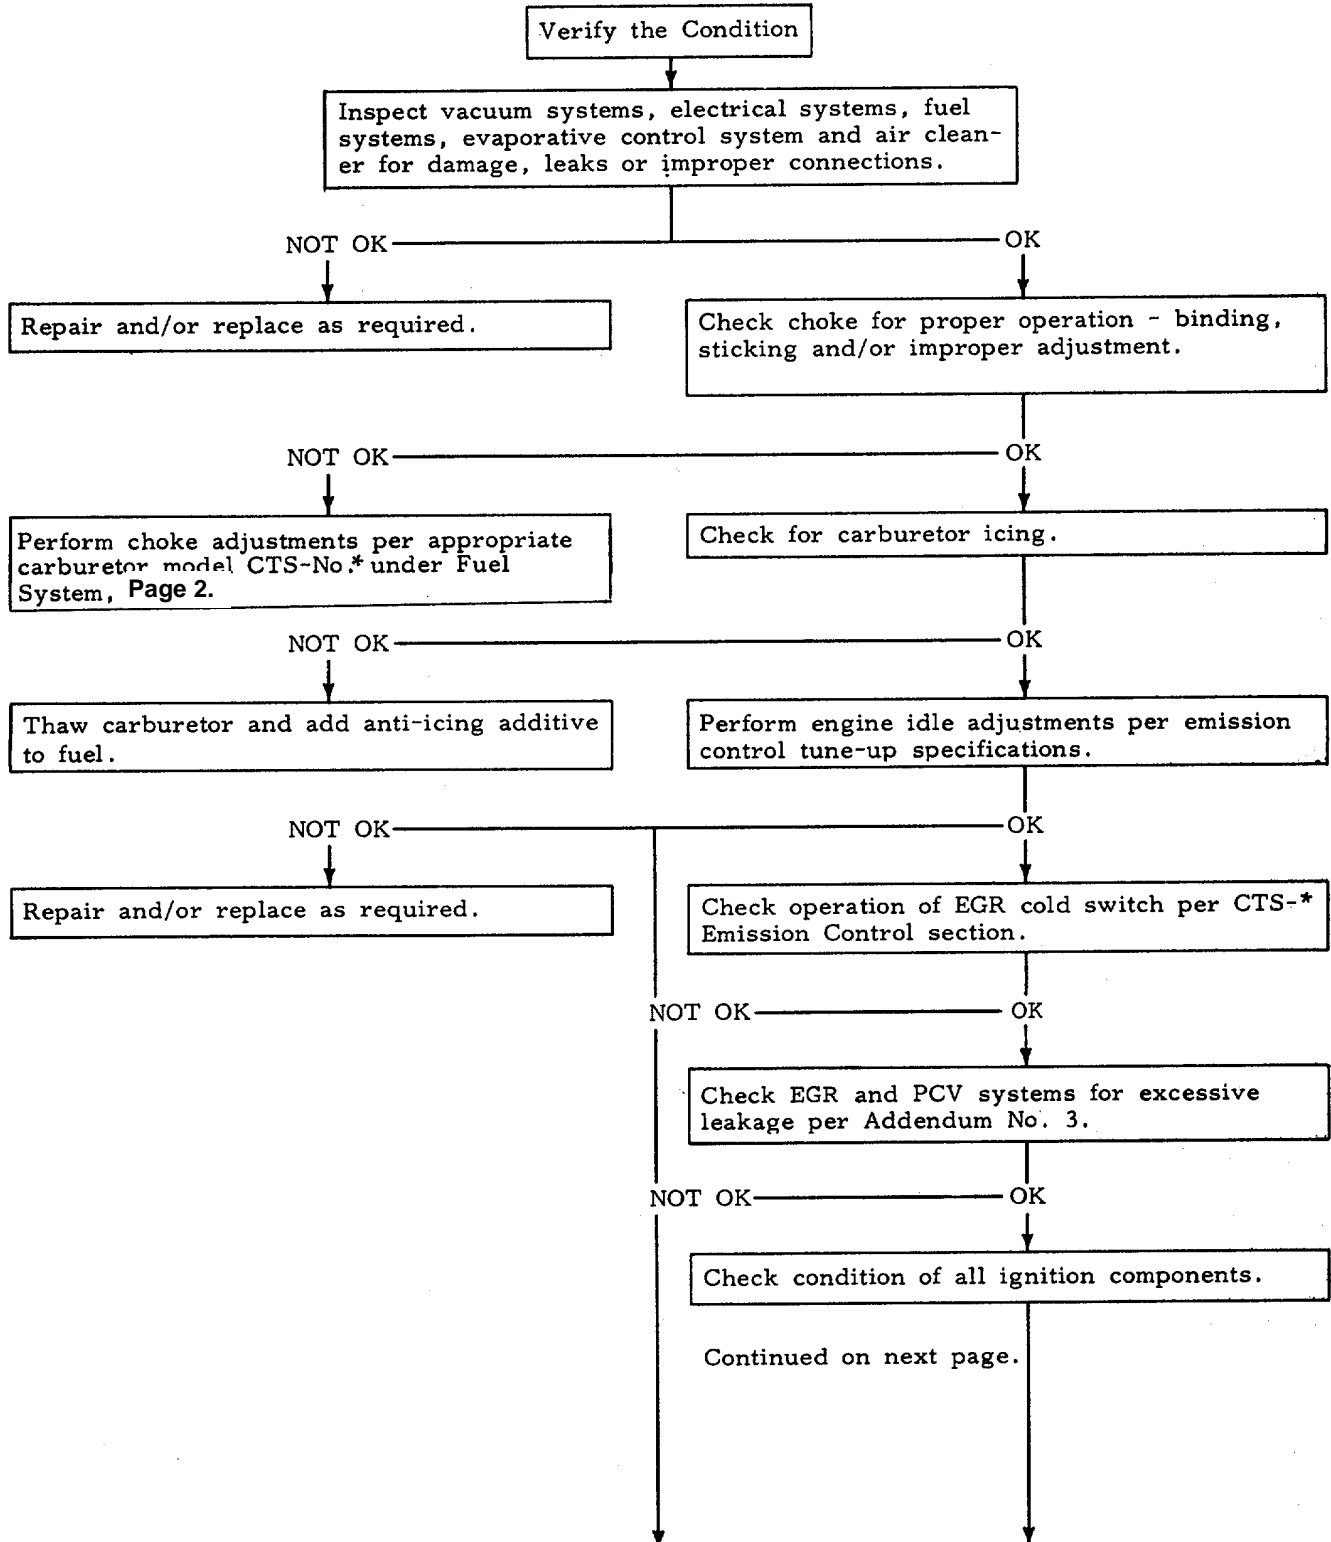 Verify the Condition
Inspect vacuum systems, electrical systems, fuel
systems, evaporative control system and air clean-
er for damage, leaks or improper connections.
NOT OK
OK
Repair and/or replace as required.
Check choke for proper operation - binding,
sticking and/or improper adjustment.
NOT OK
OK
Perform choke adjustments per appropriate
carburetor model CTS-No.* under Fuel
System, Page 2.
Check for carburetor icing.
NOT OK
OK
Thaw carburetor and add anti-icing additive
to fuel.
Perform engine idle adjustments per emission
control tune-up specifications.
NOT OK
OK
Repair and/or replace as required.
Check operation of EGR cold switch per CTS-*
Emission Control section.
NOT OK
OK
Check EGR and PCV systems for excessive
leakage per Addendum No. 3.
NOT OK
OK
Check condition of all ignition components.
Continued on next page.